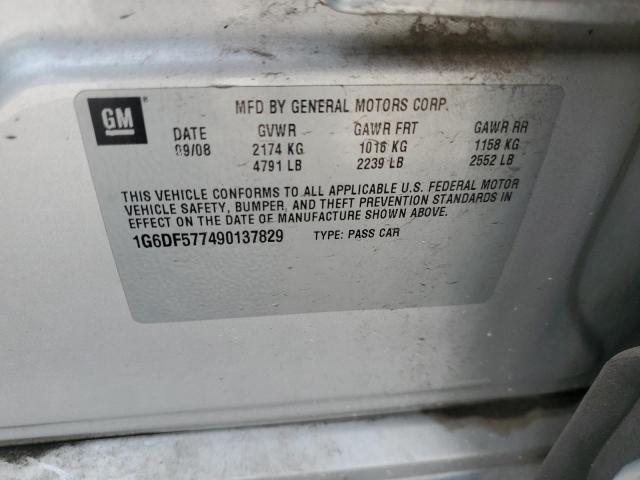 GM
MFD BY GENERAL MOTORS CORP.
DATE GVWR GAWR FRT GAWR RR
09/08 2174 KG 1016 KG 1158 KG
4791 LB 2239 LB 2552 LB
THIS VEHICLE CONFORMS TO ALL APPLICABLE U.S. FEDERAL MOTOR
VEHICLE SAFETY, BUMPER, AND THEFT PREVENTION STANDARDS IN
EFFECT ON THE DATE OF MANUFACTURE SHOWN ABOVE.
1G6DF577490137829 TYPE: PASS CAR